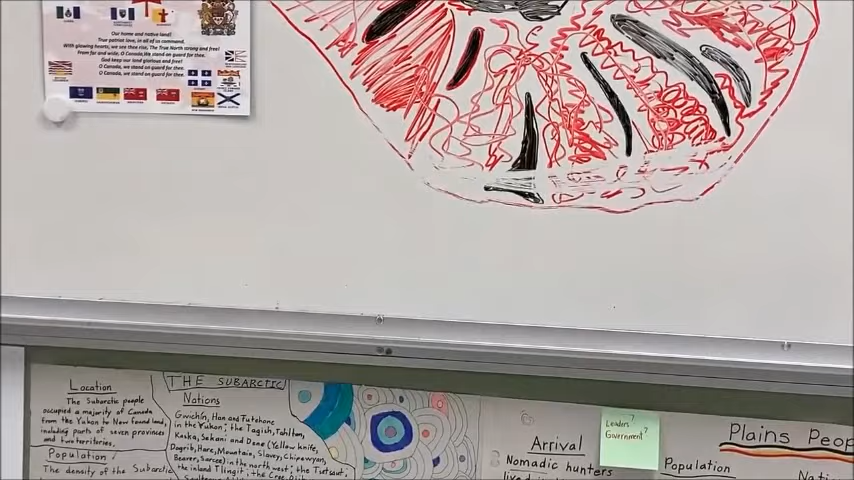 Our home and native land!
True patriot love, in all of us command.
With glowing hearts, we see thee rise, The True North strong and free!
From far and wide, O Canada, We stand on guard for thee.
God keep our land glorious and free!
O Canada, we stand on guard for thee.
O Canada, we stand on guard for thee.
THE SUBARCTIC
Location
The Subarctic people
occupied a majority of Canada
from the Yukon to Newfoundland,
including parts of seven provinces
and two territories.
Population
The density of the Subarctic
Nations
Gwich'in, Han and Tutchone
in the Yukon; the Tagish, Tahltan,
Kaska, Sekani and Dene (Yellowknife,
Dogrib, Hare, Mountain, Slavey, Chipewyan,
Beaver, Sarcee) in the northwest; the Tsetsaut,
the inland Tlingit; the Cree, Ojib
Arrival
Nomadic hunters
Leaders?
Government?
Plains Peop
Population
Nati